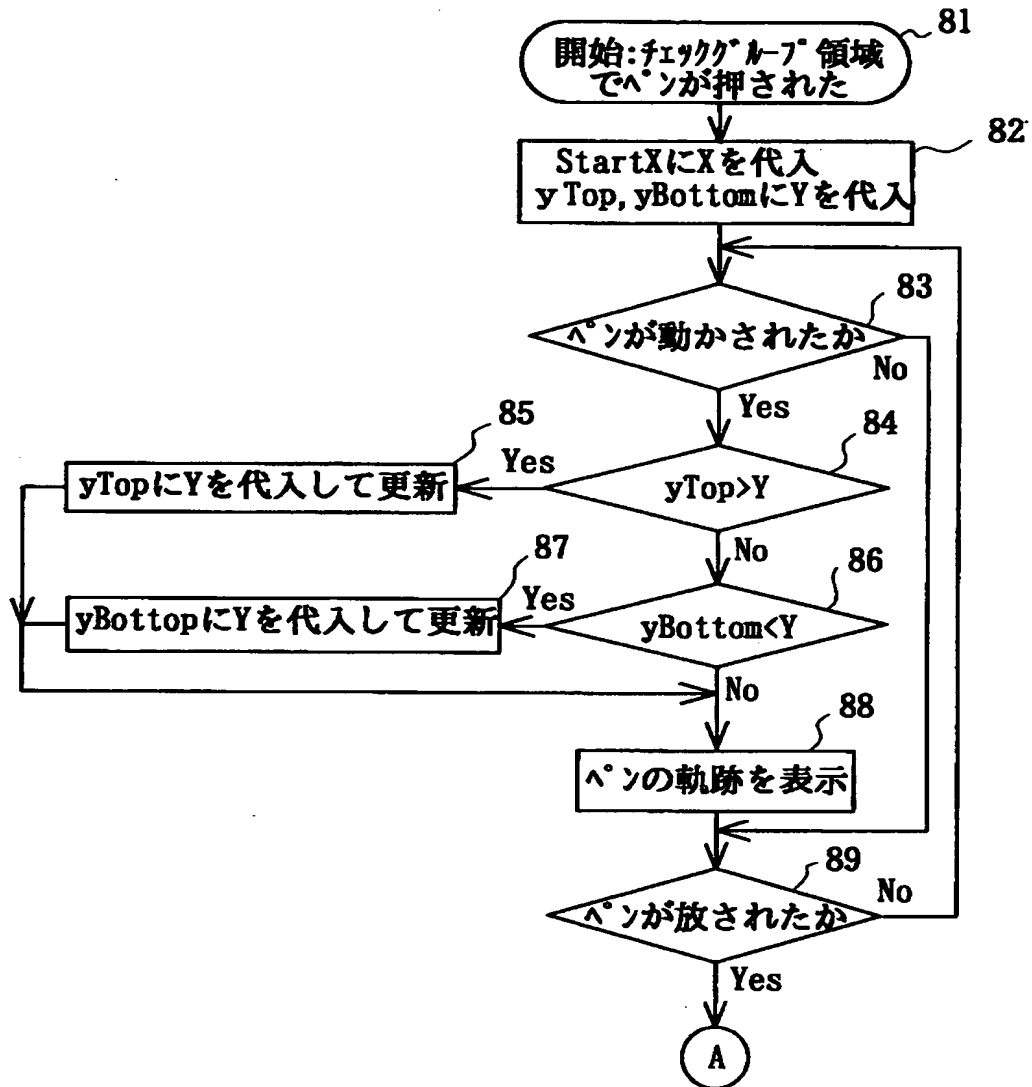 81
開始:チェックグループ領域
でペンが押された
82
StartXにXを代入
yTop,yBottomにYを代入
83
ペンが動かされたか
No
Yes
85
84
Yes
yTopにYを代入して更新
yTop>Y
No
87
86
Yes
yBottopにYを代入して更新
yBottom<Y
No
88
ペンの軌跡を表示
89
No
ペンが放されたか
Yes
A